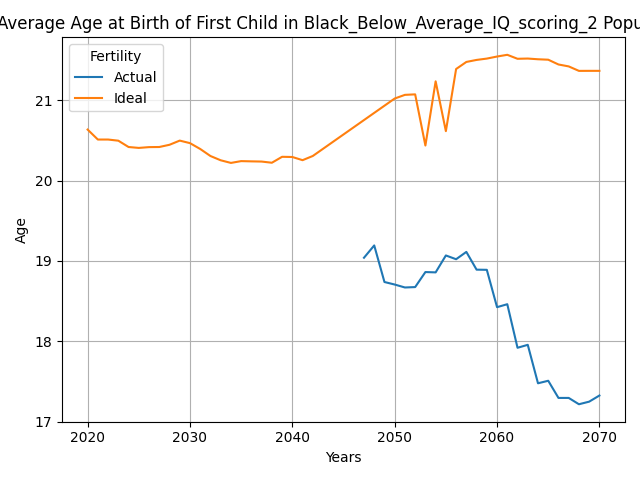 Average Age at Birth of First Child in Black_Below_Average_IQ_scoring_2 Popu
Fertility
Actual
Ideal
21
20
19
18
17
Age
2020 2030 2040 2050 2060 2070
Years